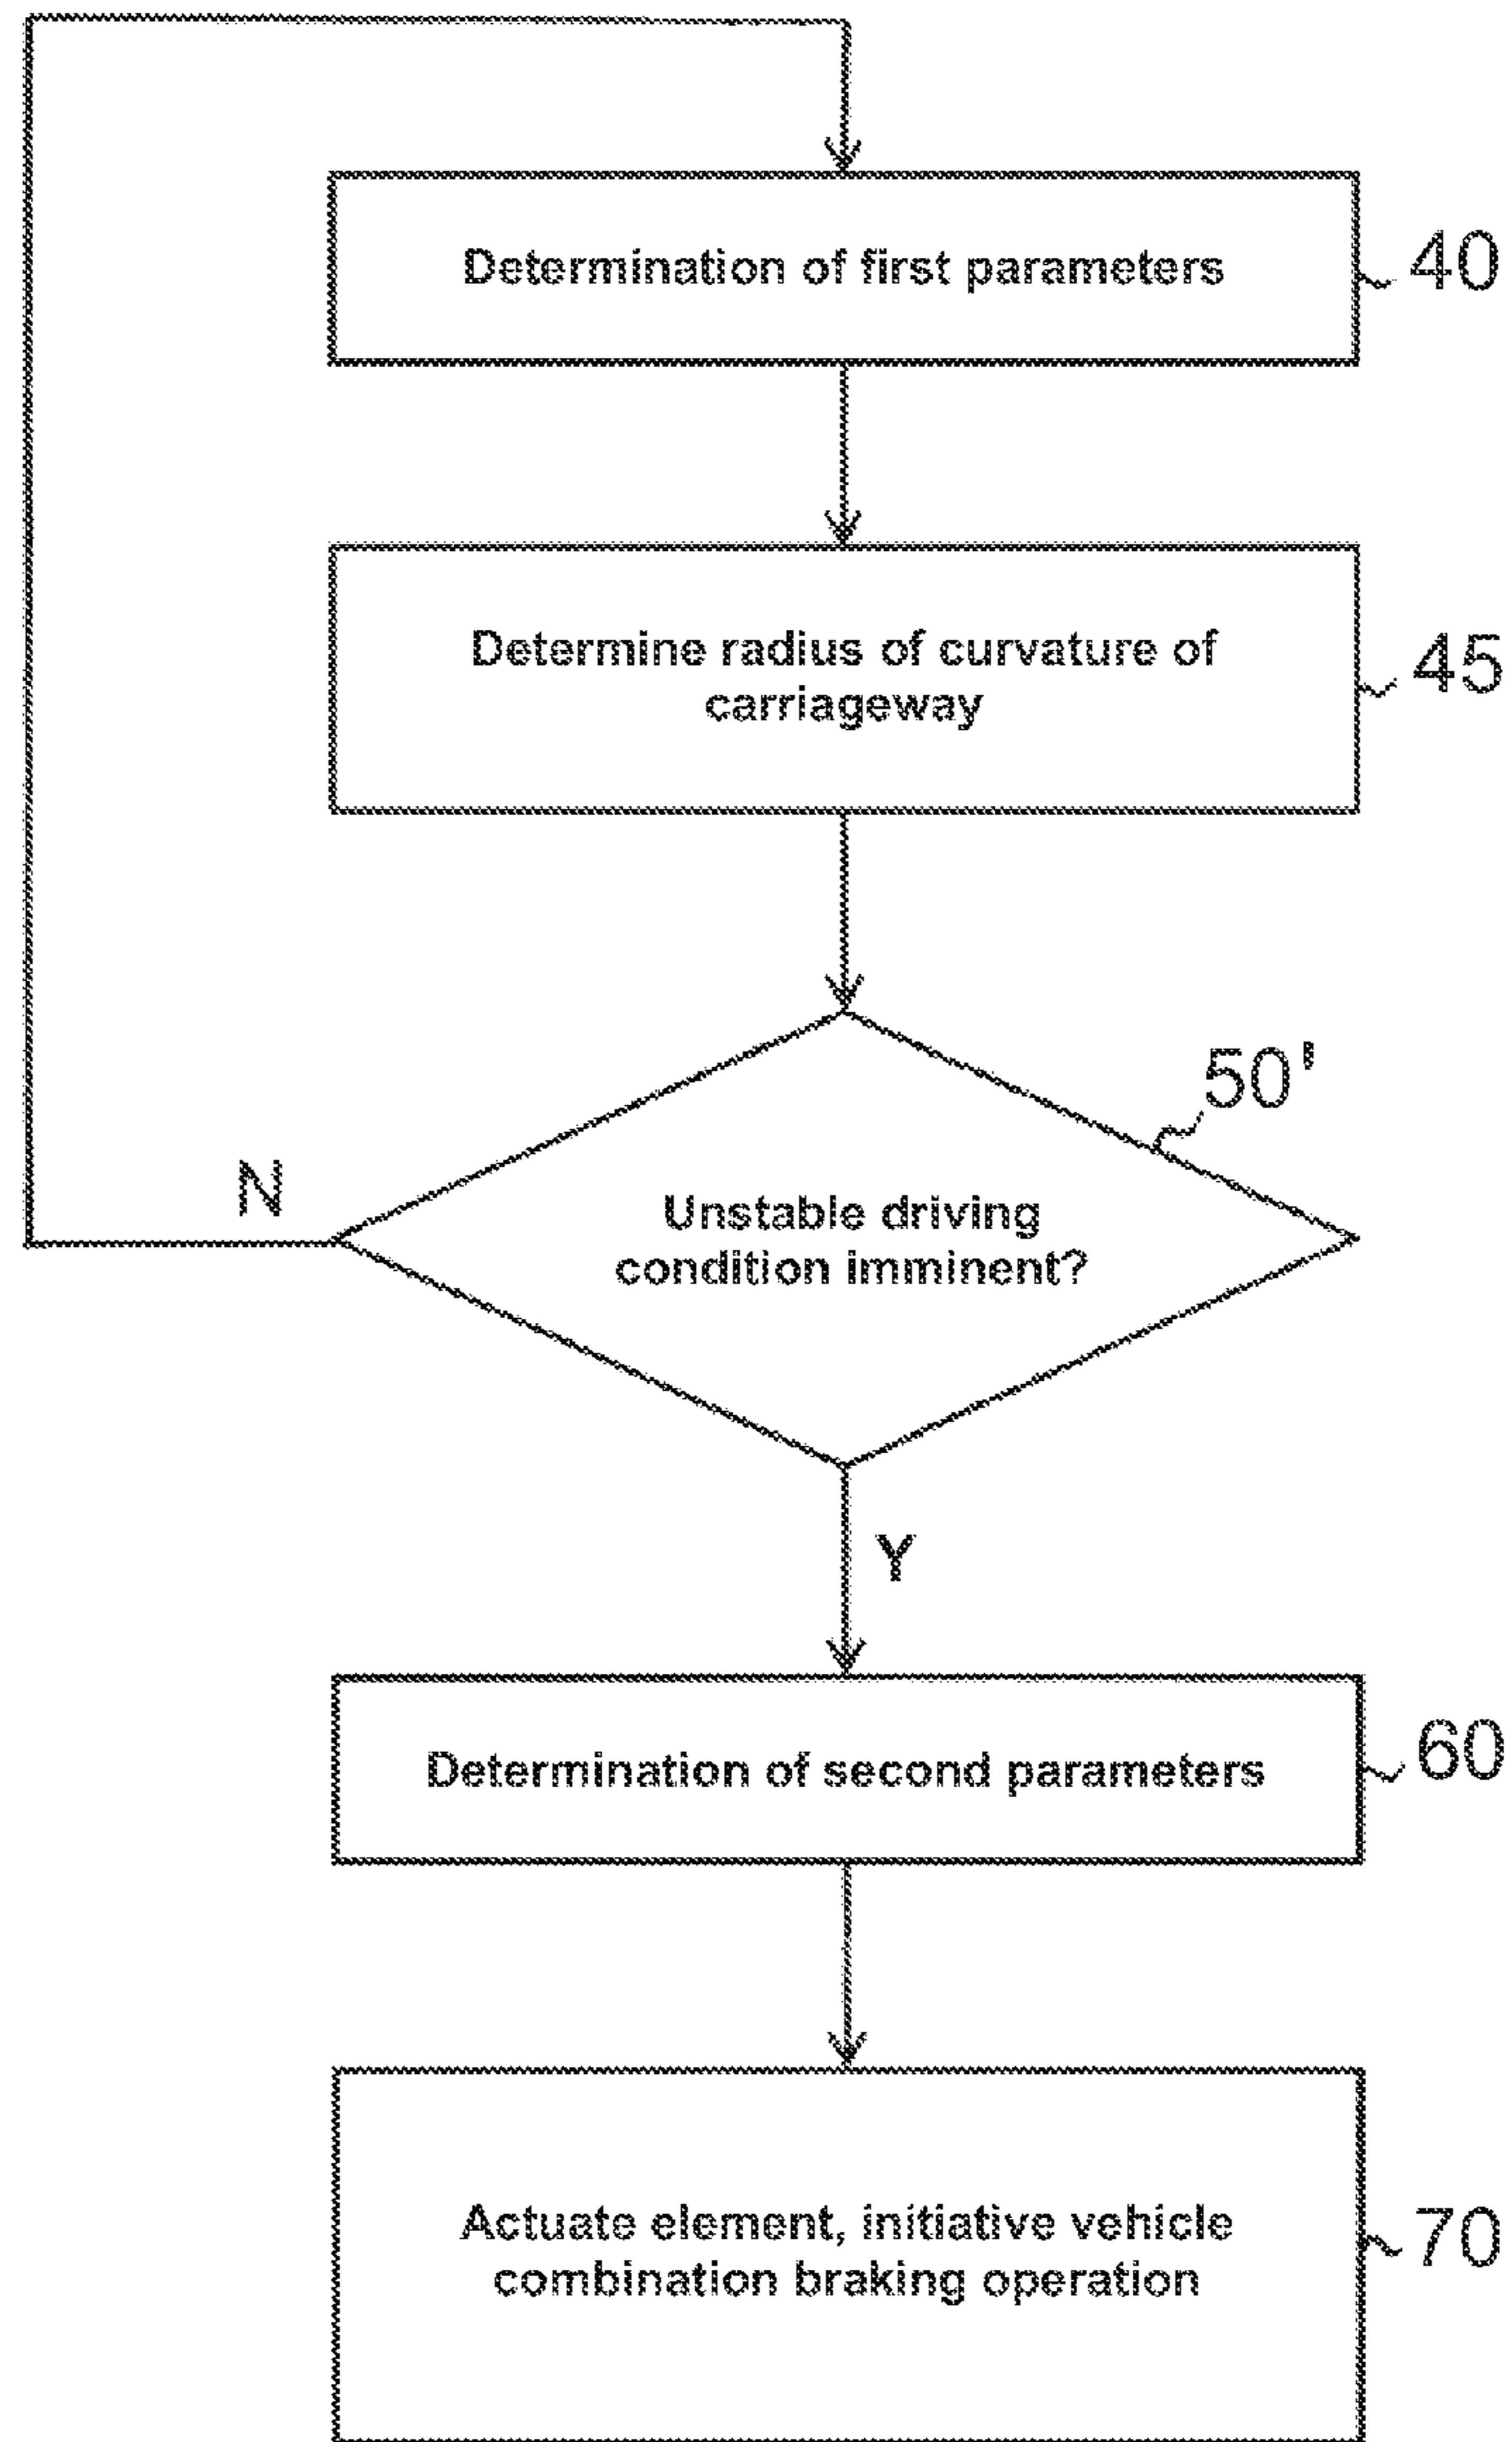 Determination of first parameters
40
Determine radius of curvature of
carriageway
45
50'
N
Unstable driving
condition imminent?
Y
Determination of second parameters
60
Actuate element, initiative vehicle
combination braking operation
70